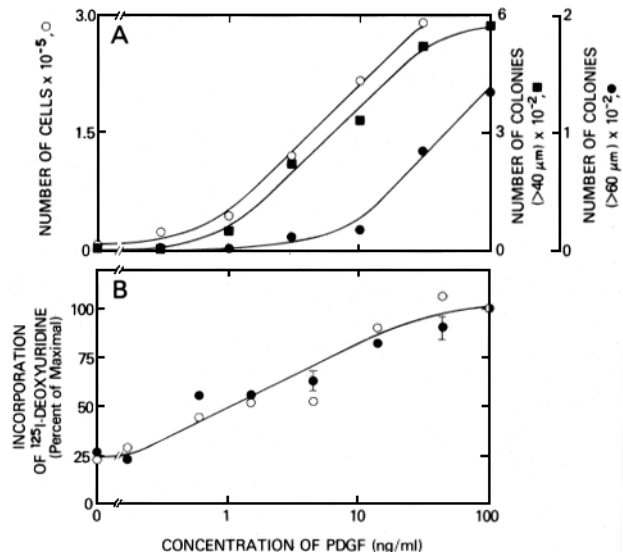 A
NUMBER OF CELLS x 10⁻⁵, ○
3.0
1.5
0
6
3
0
NUMBER OF COLONIES
(>40 μm) x 10⁻², ■
2
1
0
NUMBER OF COLONIES
(>60 μm) x 10⁻², ●
B
INCORPORATION
OF ¹²⁵I-DEOXYURIDINE
(Percent of Maximal)
100
75
50
25
0
0 1 10 100
CONCENTRATION OF PDGF (ng/ml)